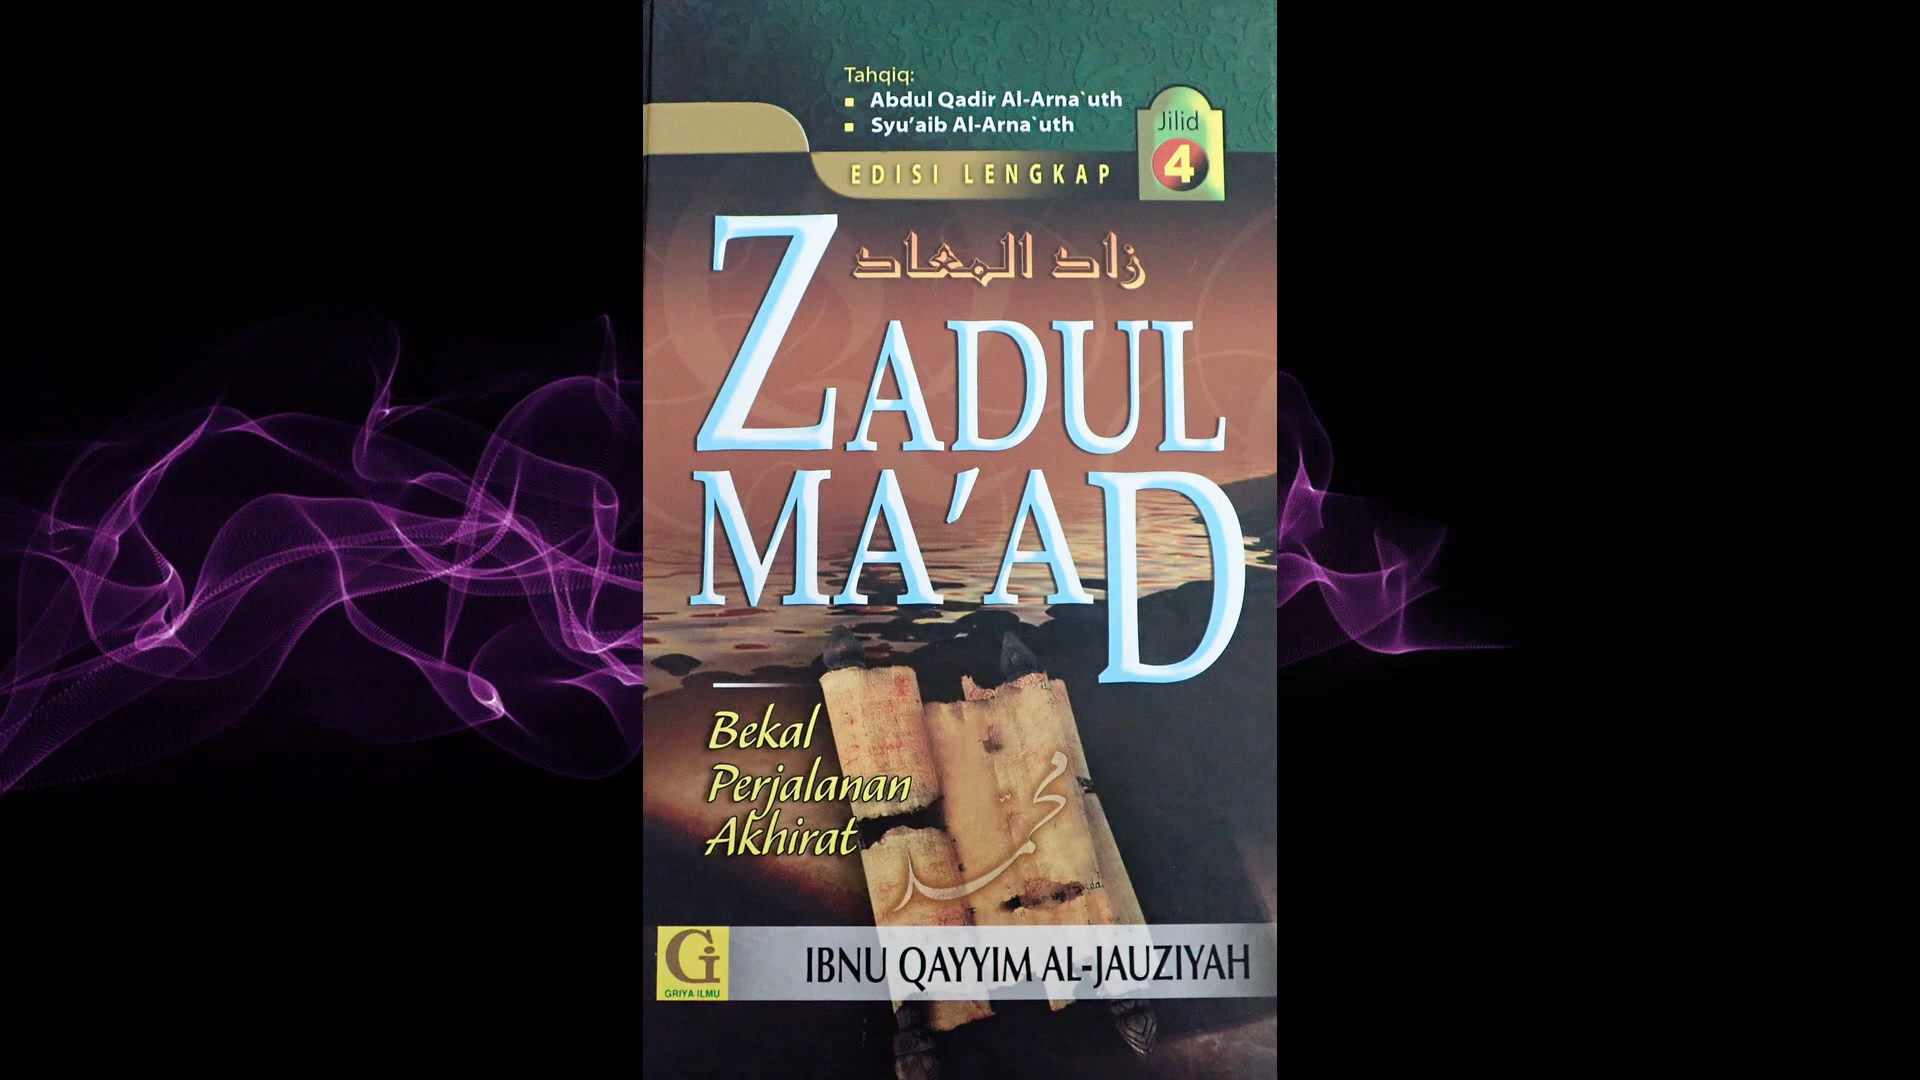 Tahqiq:
▪ Abdul Qadir Al-Arna`uth
▪ Syu'aib Al-Arna`uth
Jilid
4
EDISI LENGKAP
زاد المعاد
ZADUL
MA'AD
Bekal
Perjalanan
Akhirat
محمد
Gi
GRIYA ILMU
IBNU QAYYIM AL-JAUZIYAH